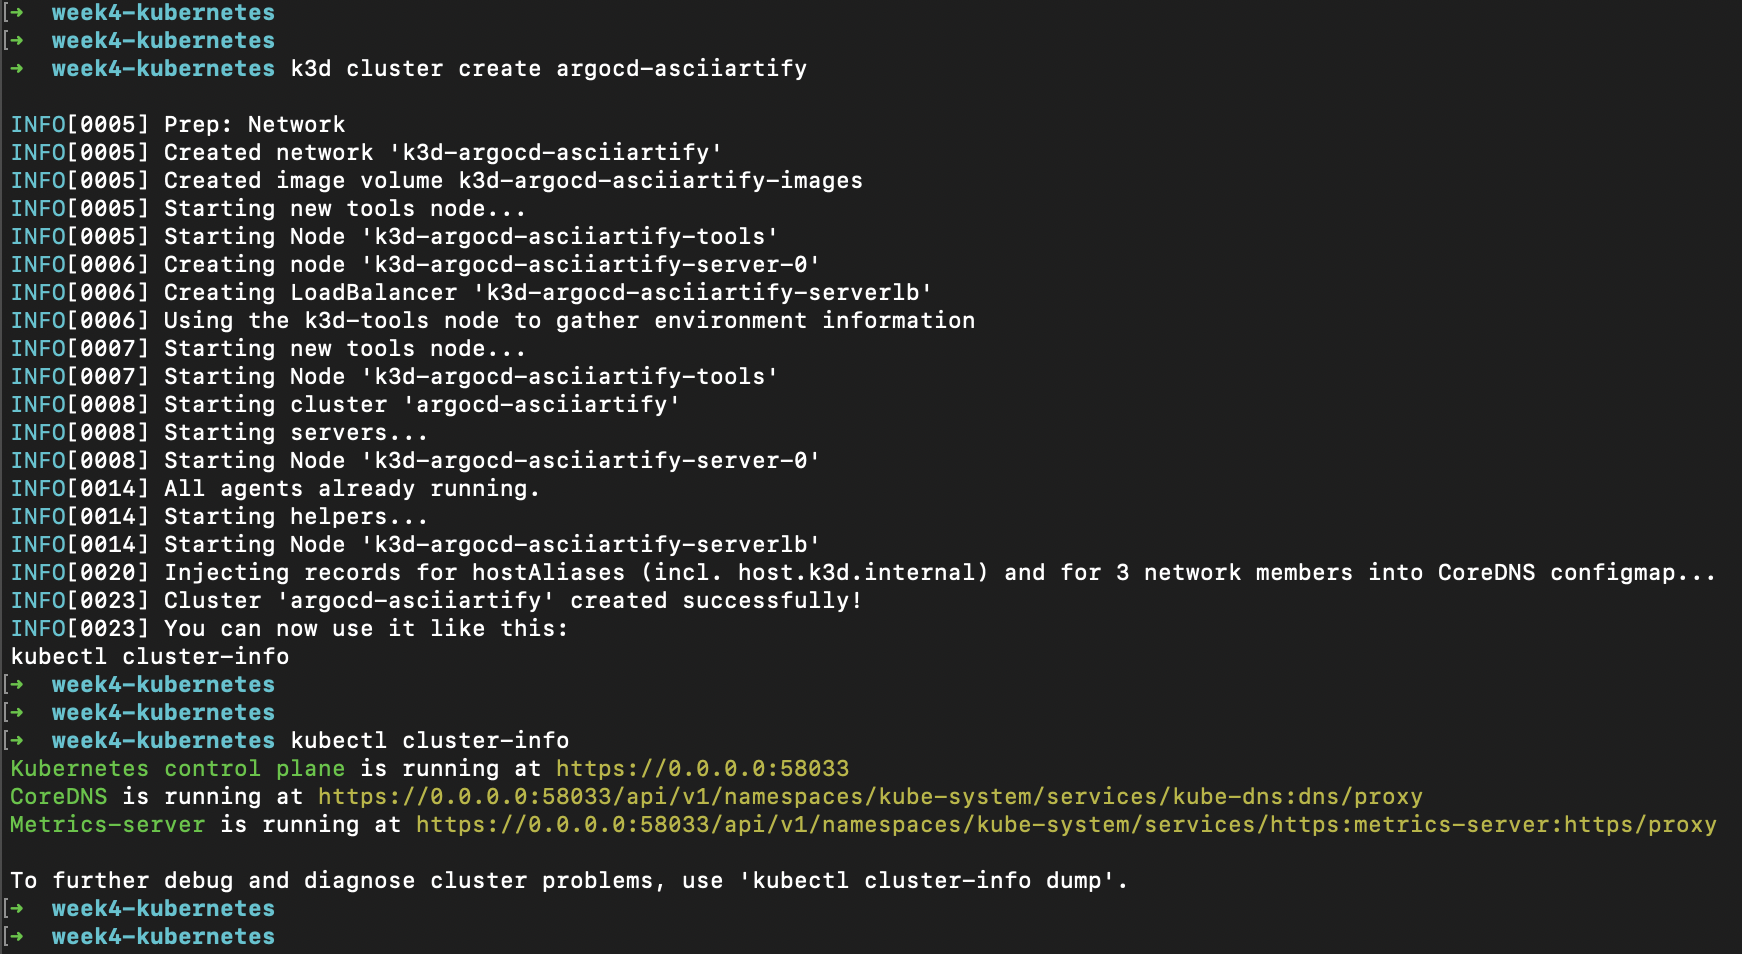 [➜  week4-kubernetes
[➜  week4-kubernetes
➜  week4-kubernetes k3d cluster create argocd-asciiartify
INFO[0005] Prep: Network
INFO[0005] Created network 'k3d-argocd-asciiartify'
INFO[0005] Created image volume k3d-argocd-asciiartify-images
INFO[0005] Starting new tools node...
INFO[0005] Starting Node 'k3d-argocd-asciiartify-tools'
INFO[0006] Creating node 'k3d-argocd-asciiartify-server-0'
INFO[0006] Creating LoadBalancer 'k3d-argocd-asciiartify-serverlb'
INFO[0006] Using the k3d-tools node to gather environment information
INFO[0007] Starting new tools node...
INFO[0007] Starting Node 'k3d-argocd-asciiartify-tools'
INFO[0008] Starting cluster 'argocd-asciiartify'
INFO[0008] Starting servers...
INFO[0008] Starting Node 'k3d-argocd-asciiartify-server-0'
INFO[0014] All agents already running.
INFO[0014] Starting helpers...
INFO[0014] Starting Node 'k3d-argocd-asciiartify-serverlb'
INFO[0020] Injecting records for hostAliases (incl. host.k3d.internal) and for 3 network members into CoreDNS configmap...
INFO[0023] Cluster 'argocd-asciiartify' created successfully!
INFO[0023] You can now use it like this:
kubectl cluster-info
[➜  week4-kubernetes
[➜  week4-kubernetes
[➜  week4-kubernetes kubectl cluster-info
Kubernetes control plane is running at https://0.0.0.0:58033
CoreDNS is running at https://0.0.0.0:58033/api/v1/namespaces/kube-system/services/kube-dns:dns/proxy
Metrics-server is running at https://0.0.0.0:58033/api/v1/namespaces/kube-system/services/https:metrics-server:https/proxy
To further debug and diagnose cluster problems, use 'kubectl cluster-info dump'.
[➜  week4-kubernetes
[➜  week4-kubernetes